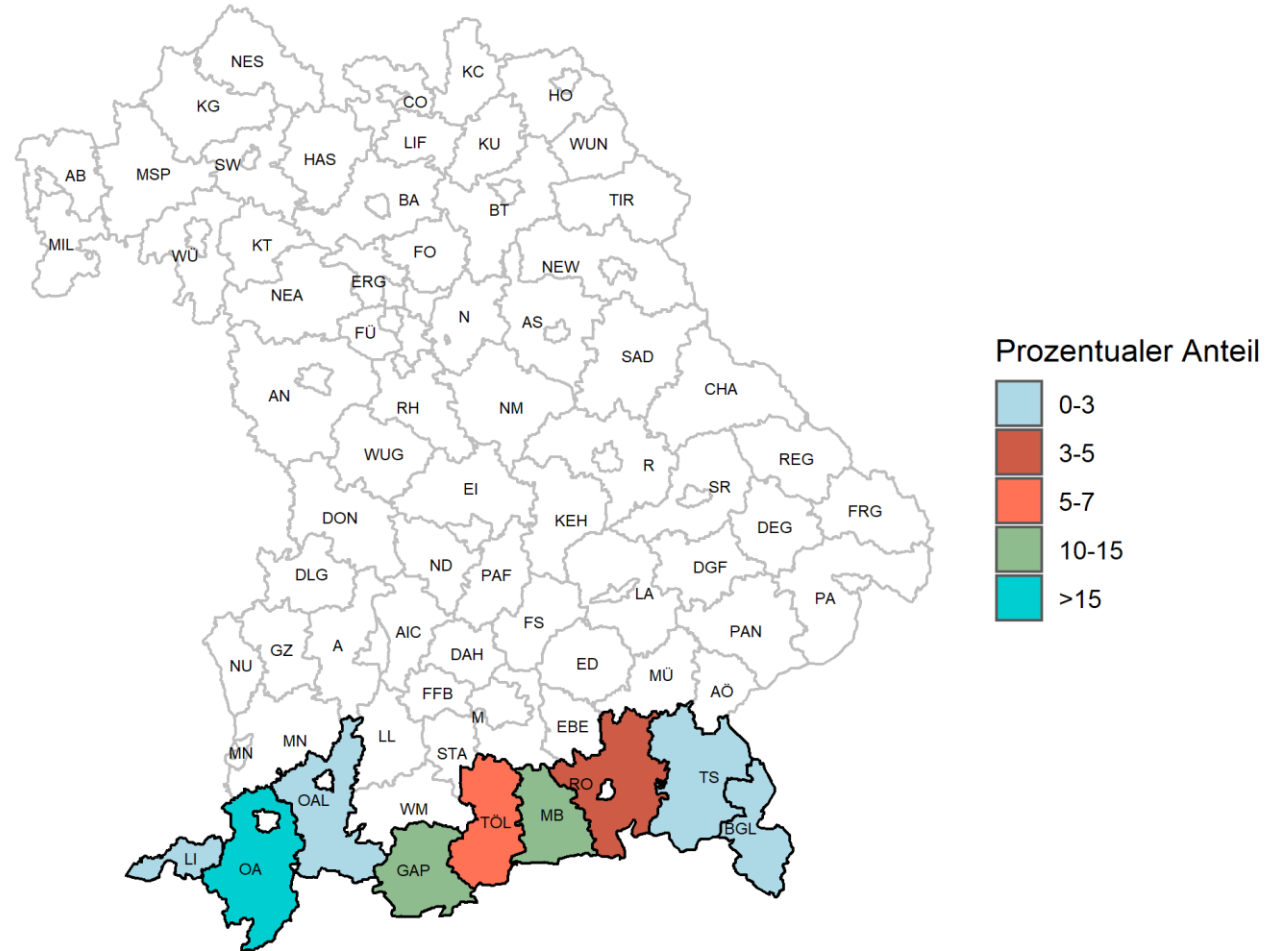 NES
KC
HO
CO
KG
LIF
KU
WUN
HAS
SW
AB
MSP
BA
BT
TIR
MIL
WÜ
KT
FO
NEW
NEA
ERG
N
AS
FÜ
SAD
AN
RH
NM
CHA
WUG
R
REG
EI
SR
DON
KEH
DEG
FRG
DLG
ND
PAF
DGF
LA
PA
AIC
FS
PAN
NU
GZ
A
DAH
ED
MÜ
AÖ
FFB
M
EBE
MN
MN
LL
STA
OAL
WM
TÖL
MB
RO
TS
BGL
LI
OA
GAP
Prozentualer Anteil
0-3
3-5
5-7
10-15
>15